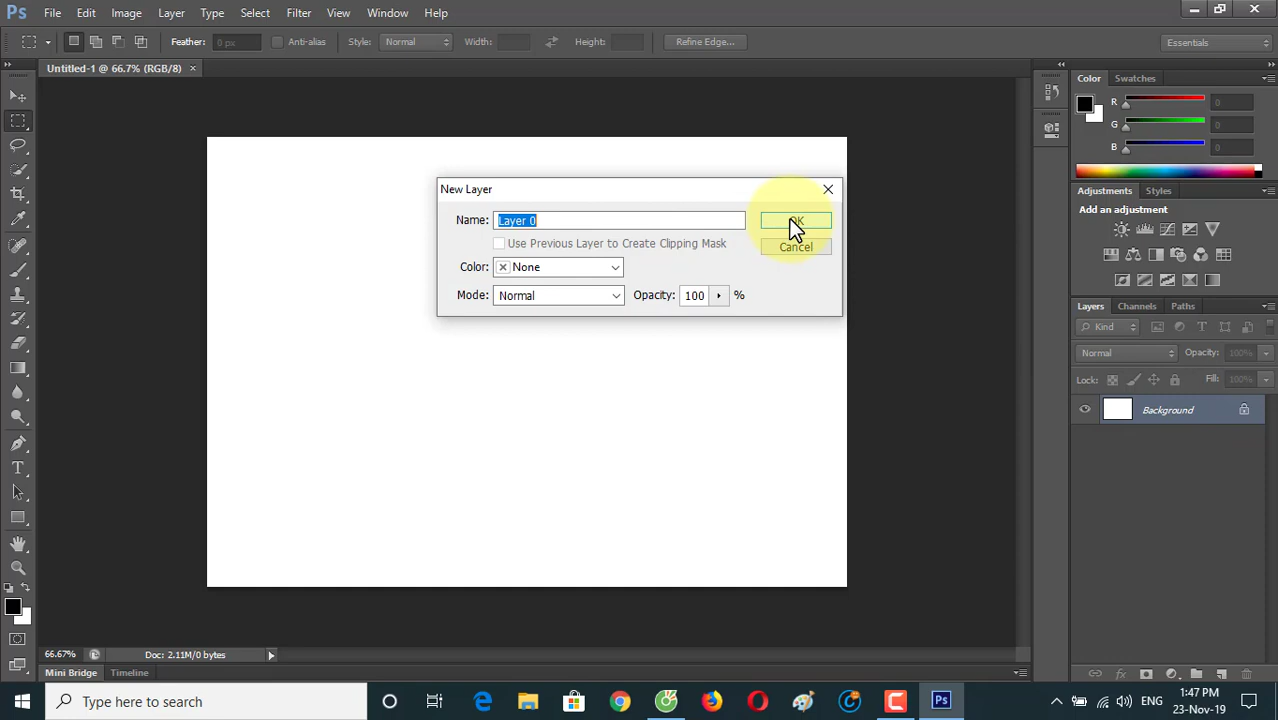 Ps File Edit Image Layer Type Select Filter View Window Help
Feather: 0 px Anti-alias Style: Normal Width: Height: Refine Edge... Essentials
Untitled-1 @ 66.7% (RGB/8) ×
Color Swatches
R 0
G 0
B 0
Adjustments Styles
Add an adjustment
New Layer
Name: Layer 0 OK
Use Previous Layer to Create Clipping Mask Cancel
Color: None
Mode: Normal Opacity: 100 %
Layers Channels Paths
Kind
Normal Opacity: 100%
Lock: Fill: 100%
Background
66.67% Doc: 2.11M/0 bytes
Mini Bridge Timeline
Type here to search
Ps
ENG
1:47 PM
23-Nov-19